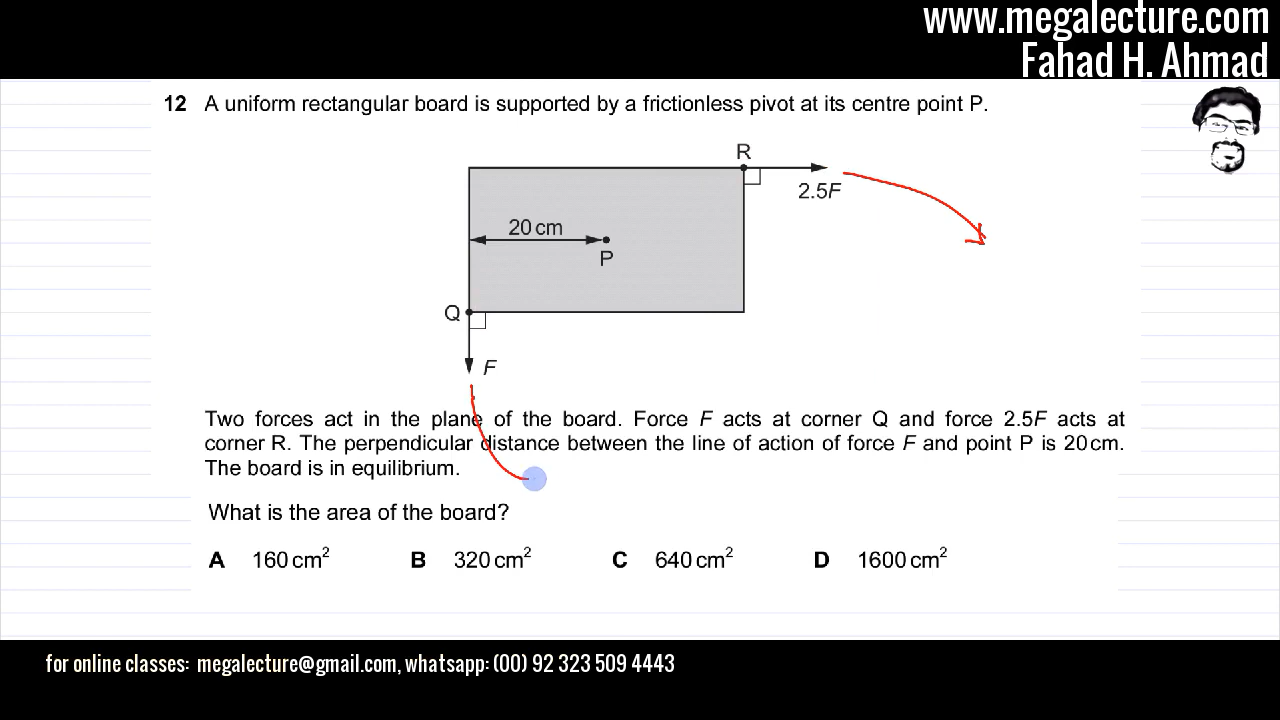 www.megalecture.com
Fahad H. Ahmad
12 A uniform rectangular board is supported by a frictionless pivot at its centre point P.
R
2.5F
20 cm
P
Q
F
Two forces act in the plane of the board. Force F acts at corner Q and force 2.5F acts at
corner R. The perpendicular distance between the line of action of force F and point P is 20 cm.
The board is in equilibrium.
What is the area of the board?
A 160 cm² B 320 cm² C 640 cm² D 1600 cm²
for online classes: megalecture@gmail.com, whatsapp: (00) 92 323 509 4443